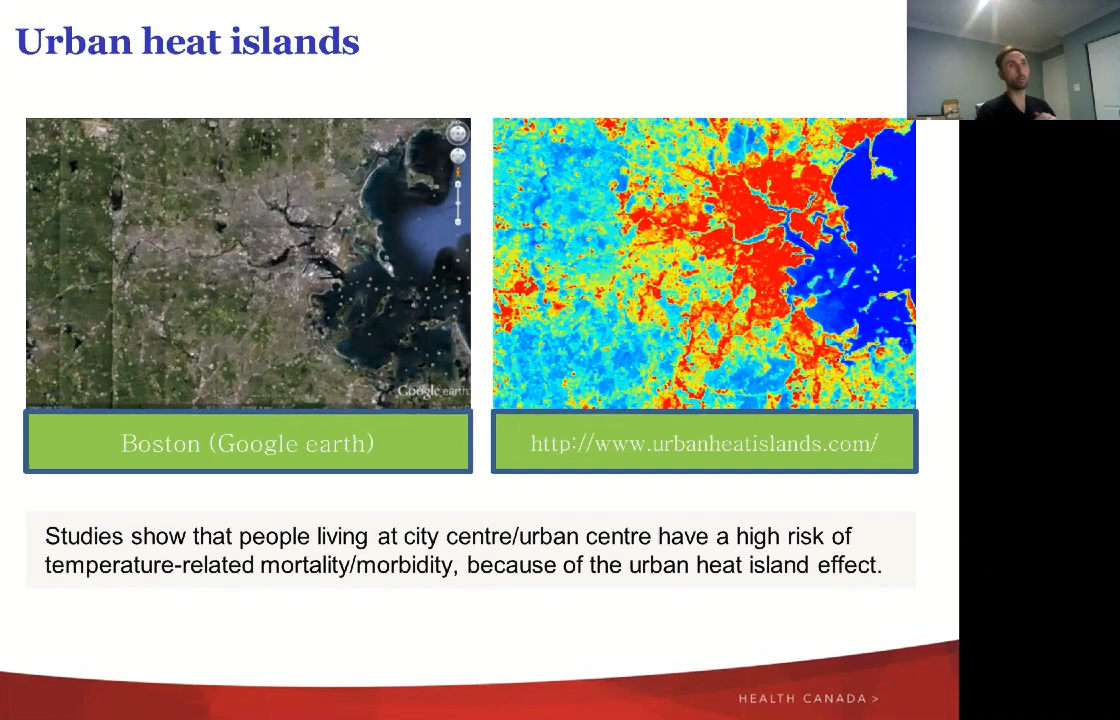 Urban heat islands
Google earth
Boston (Google earth)
http://www.urbanheatislands.com/
Studies show that people living at city centre/urban centre have a high risk of
temperature-related mortality/morbidity, because of the urban heat island effect.
HEALTH CANADA >